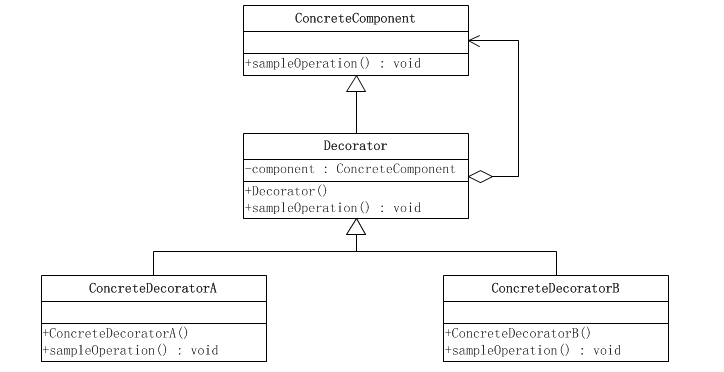 ConcreteComponent
+sampleOperation() : void
Decorator
-component : ConcreteComponent
+Decorator()
+sampleOperation() : void
ConcreteDecoratorA
+ConcreteDecoratorA()
+sampleOperation() : void
ConcreteDecoratorB
+ConcreteDecoratorB()
+sampleOperation() : void